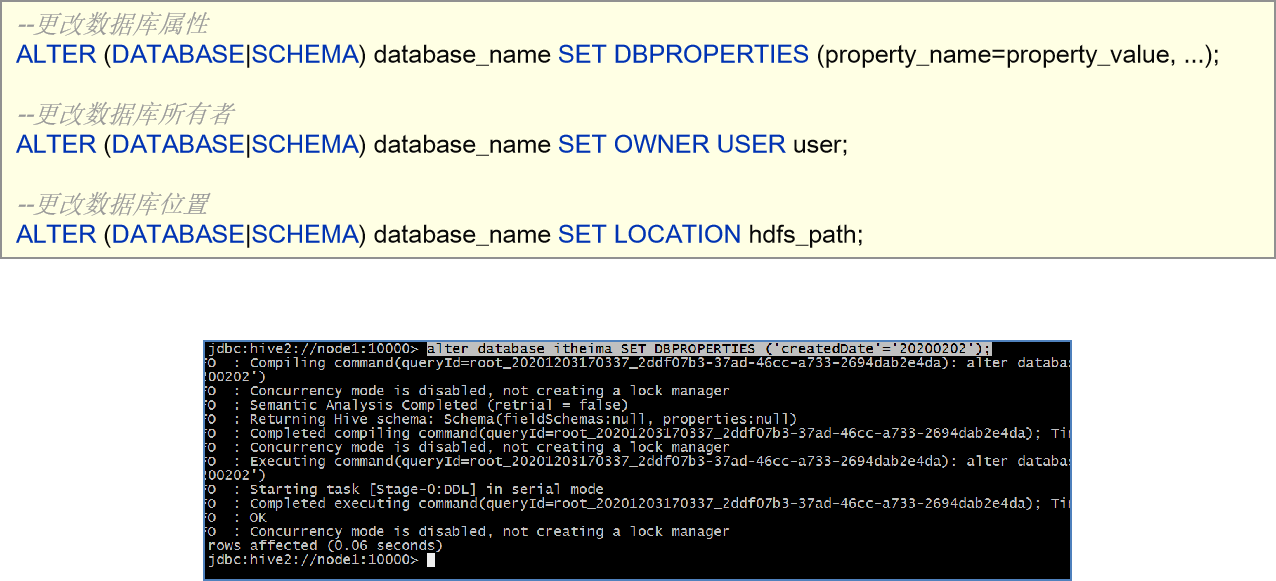 --更改数据库属性
ALTER (DATABASE|SCHEMA) database_name SET DBPROPERTIES (property_name=property_value, ...);
--更改数据库所有者
ALTER (DATABASE|SCHEMA) database_name SET OWNER USER user;
--更改数据库位置
ALTER (DATABASE|SCHEMA) database_name SET LOCATION hdfs_path;
jdbc:hive2://node1:10000> alter database itheima SET DBPROPERTIES ('createdDate'='20200202');
FO : Compiling command(queryId=root_20201203170337_2ddf07b3-37ad-46cc-a733-2694dab2e4da): alter databa
00202')
FO : Concurrency mode is disabled, not creating a lock manager
FO : Semantic Analysis Completed (retrial = false)
FO : Returning Hive schema: Schema(fieldSchemas:null, properties:null)
FO : Completed compiling command(queryId=root_20201203170337_2ddf07b3-37ad-46cc-a733-2694dab2e4da); Ti
FO : Concurrency mode is disabled, not creating a lock manager
FO : Executing command(queryId=root_20201203170337_2ddf07b3-37ad-46cc-a733-2694dab2e4da): alter databa
00202')
FO : Starting task [Stage-0:DDL] in serial mode
FO : Completed executing command(queryId=root_20201203170337_2ddf07b3-37ad-46cc-a733-2694dab2e4da); Ti
FO : OK
FO : Concurrency mode is disabled, not creating a lock manager
rows affected (0.06 seconds)
jdbc:hive2://node1:10000>